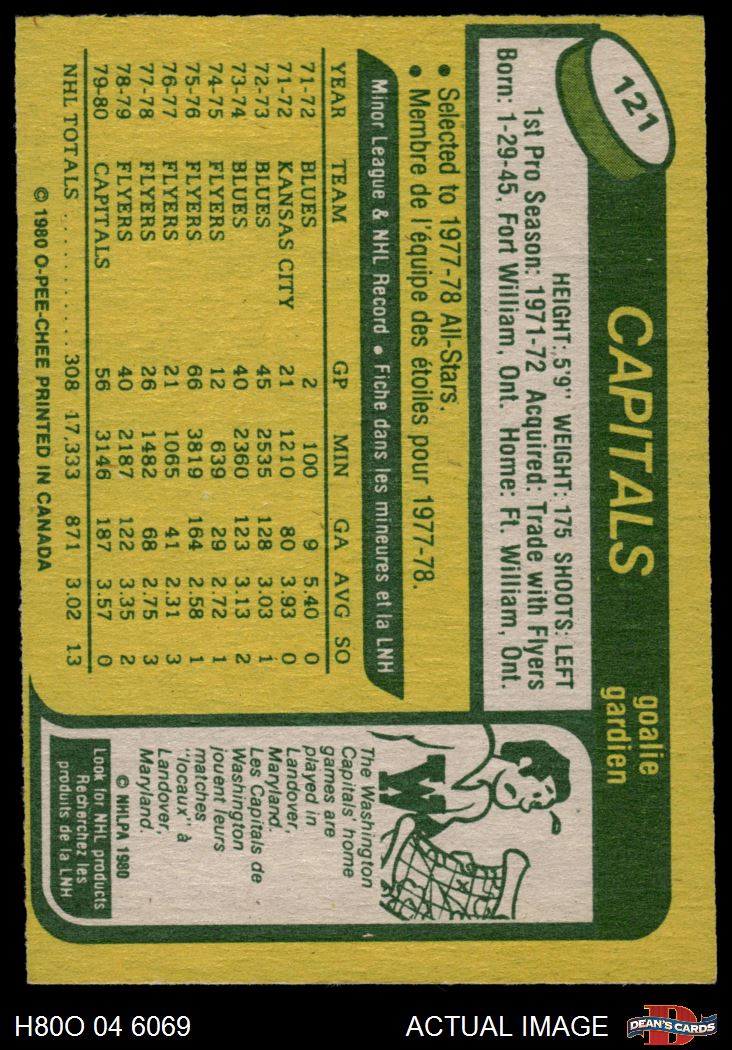 121
CAPITALS
goalie
gardien
HEIGHT: 5'9" WEIGHT: 175 SHOOTS: LEFT
1st Pro Season: 1971-72 Acquired: Trade with Flyers
Born: 1-29-45, Fort William, Ont. Home: Ft. William, Ont.
• Selected to 1977-78 All-Stars.
• Membre de l'équipe des étoiles pour 1977-78.
Minor League & NHL Record • Fiche dans les mineures et la LNH
YEAR TEAM GP MIN GA AVG SO
71-72 BLUES 2 100 9 5.40 0
71-72 KANSAS CITY 21 1210 80 3.93 0
72-73 BLUES 45 2535 128 3.03 1
73-74 BLUES 40 2360 123 3.13 2
74-75 FLYERS 12 639 29 2.72 1
75-76 FLYERS 66 3819 164 2.58 1
76-77 FLYERS 21 1065 41 2.31 3
77-78 FLYERS 26 1482 68 2.75 3
78-79 FLYERS 40 2187 122 3.35 2
79-80 CAPITALS 56 3146 187 3.57 0
NHL TOTALS .......... 308 17,333 871 3.02 13
© 1980 O-PEE-CHEE PRINTED IN CANADA
W
The Washington
Capitals' home
games are
played in
Landover,
Maryland.
Les Capitals de
Washington
jouent leurs
matches
"locaux" à
Landover,
Maryland.
© NHLPA 1980
Look for NHL products
Recherchez les
produits de la LNH
H80O 04 6069
ACTUAL IMAGE
D
DEAN'S CARDS